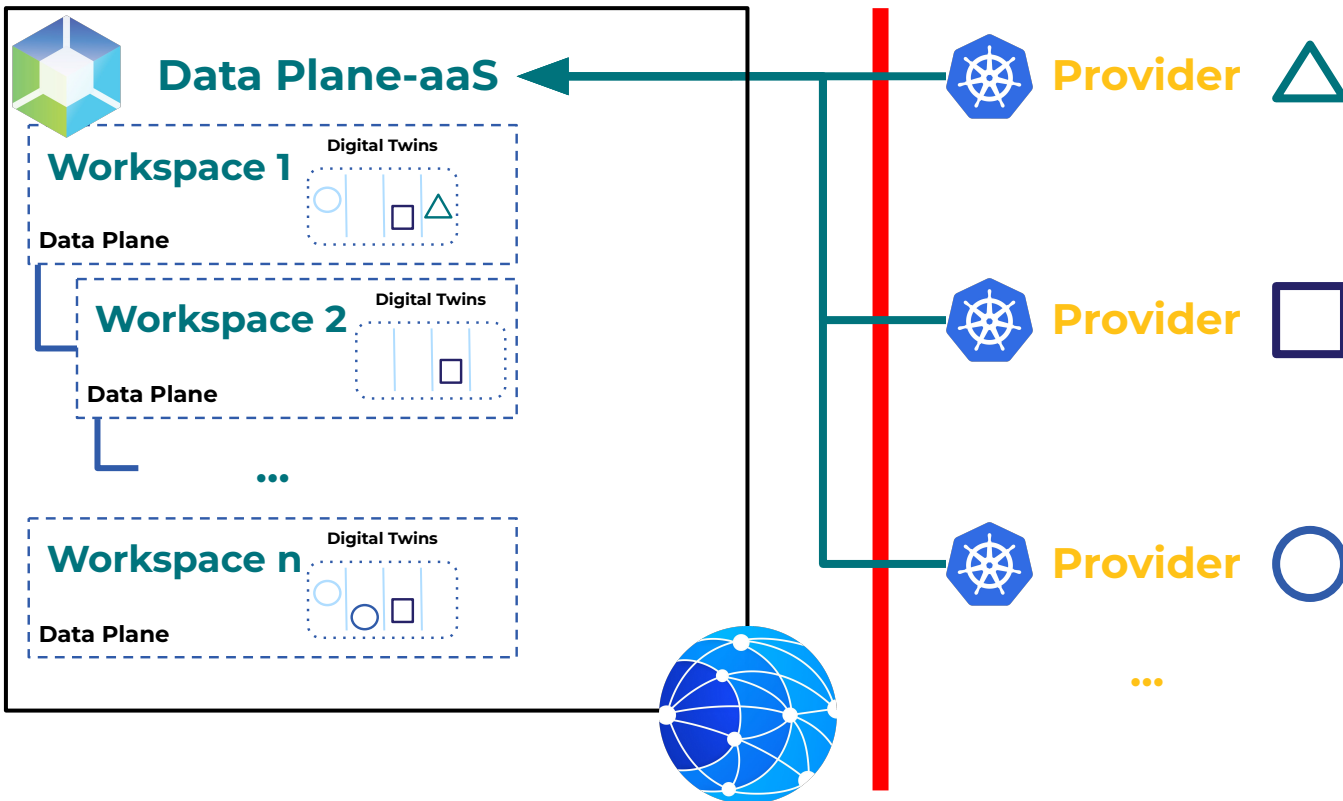 Data Plane-aaS
Workspace 1
Digital Twins
Data Plane
Workspace 2
Digital Twins
Data Plane
...
Workspace n
Digital Twins
Data Plane
Provider
Provider
Provider
...